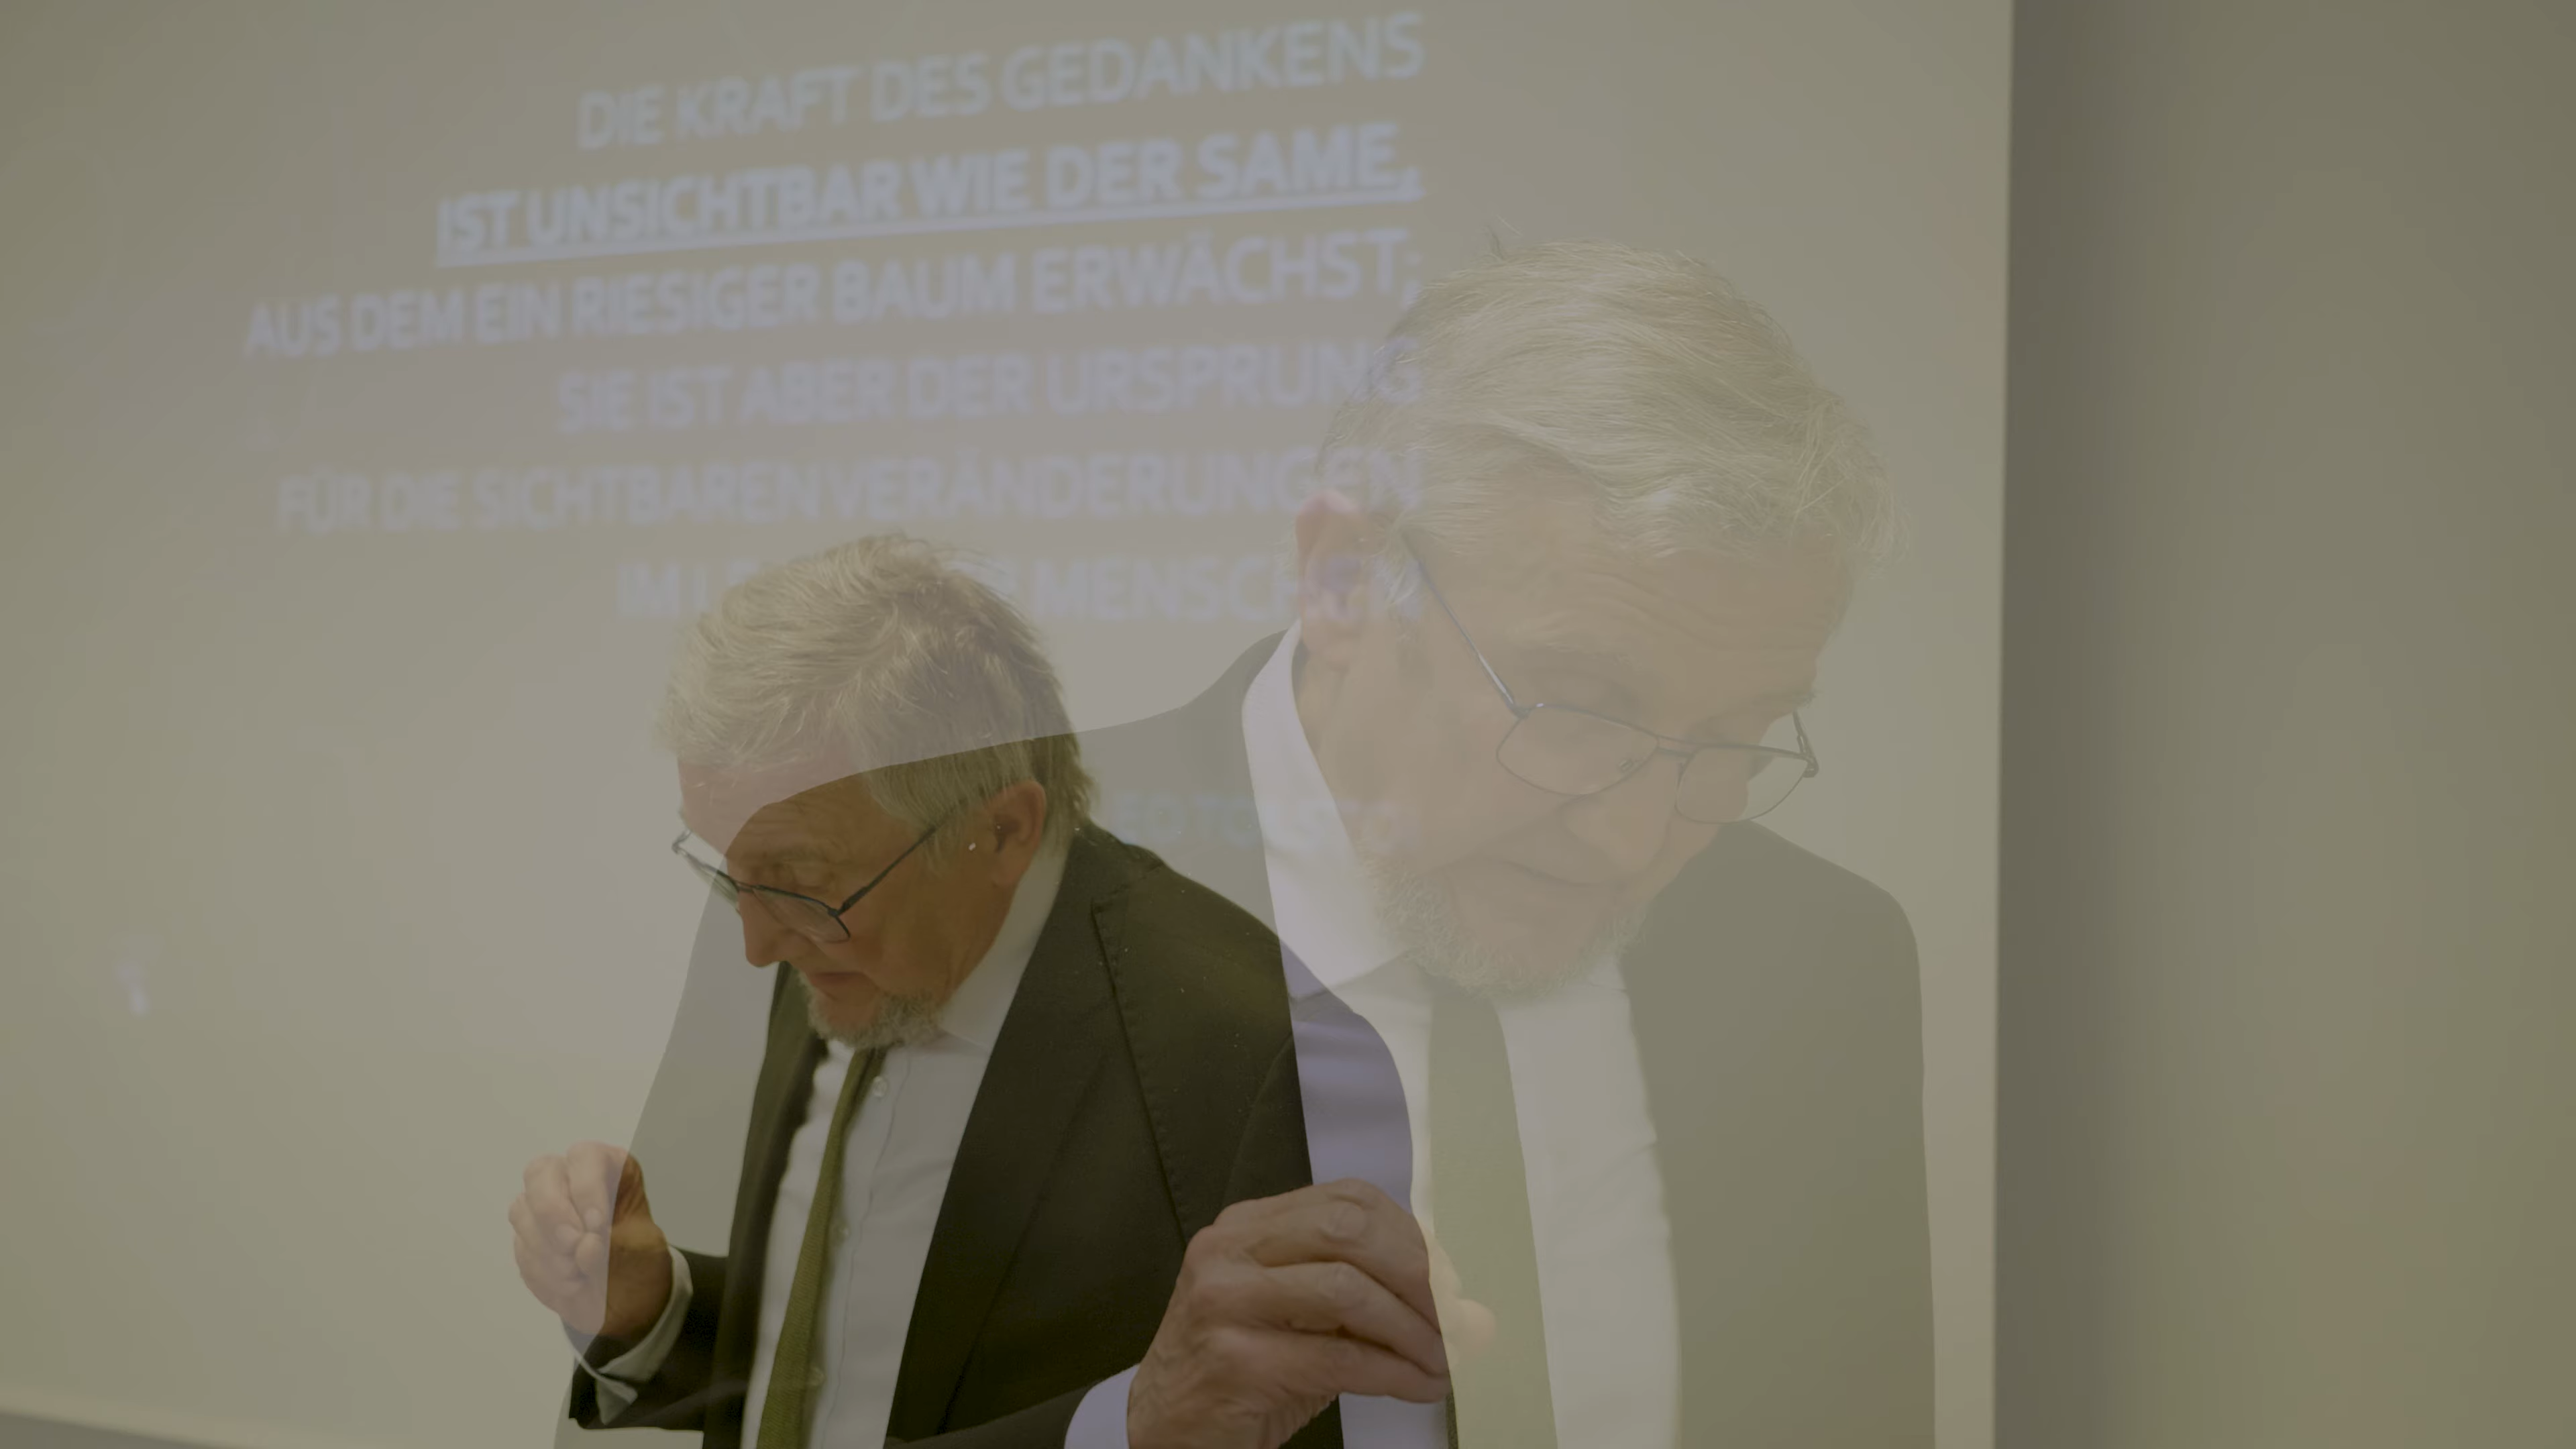 DIE KRAFT DES GEDANKENS
IST UNSICHTBAR WIE DER SAME,
AUS DEM EIN RIESIGER BAUM ERWÄCHST;
SIE IST ABER DER URSPRUNG
FÜR DIE SICHTBAREN VERÄNDERUNGEN
IM